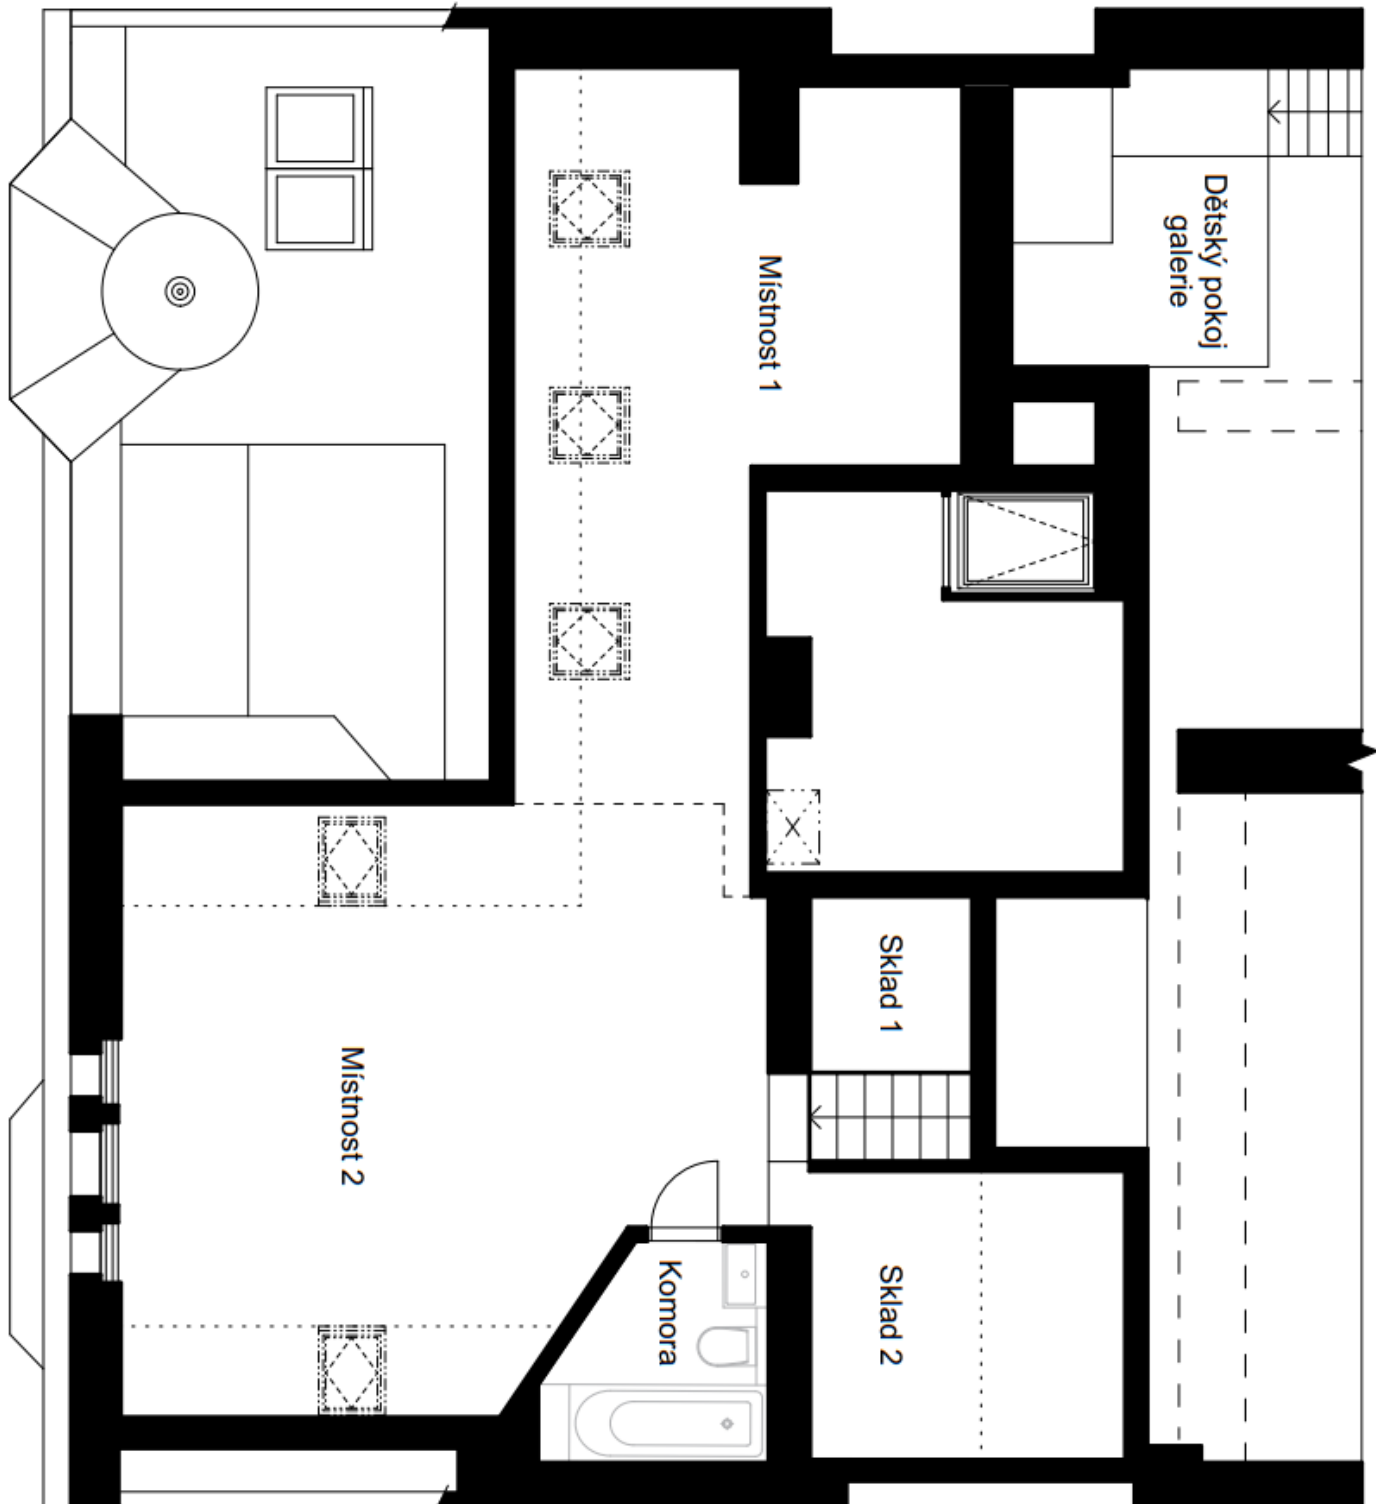 Dětský pokoj
galerie
Místnost 1
Sklad 1
Místnost 2
Sklad 2
Komora